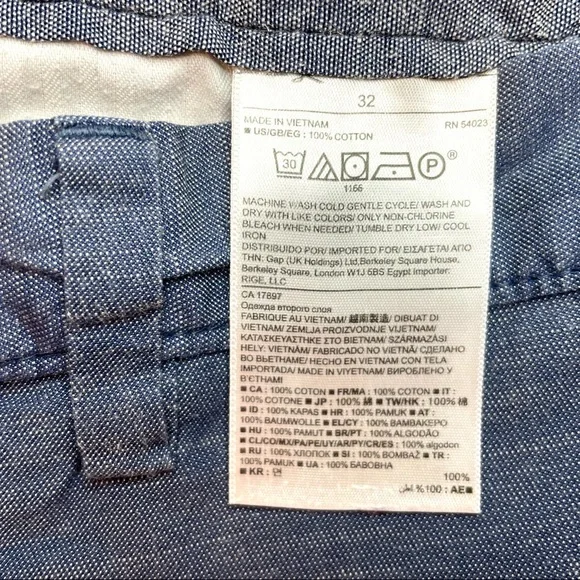 32
MADE IN VIETNAM RN 54023
■ US/GB/EG : 100% COTTON
30 P ®
1166
MACHINE WASH COLD GENTLE CYCLE/ WASH AND
DRY WITH LIKE COLORS/ ONLY NON-CHLORINE
BLEACH WHEN NEEDED/ TUMBLE DRY LOW/ COOL
IRON
DISTRIBUIDO POR/ IMPORTED FOR/ ΕΙΣΑΓΕΤΑΙ ΑΠΟ
ΤΗΝ: Gap (UK Holdings) Ltd,Berkeley Square House,
Berkeley Square, London W1J 6BS Egypt Importer:
RIGE, LLC
CA 17897
Одежда второго слоя
FABRIQUE AU VIETNAM/ 越南製造/ DIBUAT DI
VIETNAM/ ZEMLJA PROIZVODNJE VIJETNAM/
ΚΑΤΑΣΚΕΥΑΣΤΗΚΕ ΣΤΟ ΒΙΕΤΝΑΜ/ SZÁRMAZÁSI
HELY: VIETNAM/ FABRICADO NO VIETNÃ/ СДЕЛАНО
ВО ВЬЕТНАМЕ/ HECHO EN VIETNAM CON TELA
IMPORTADA/ MADE IN VIYETNAM/ ВИРОБЛЕНО У
В'ЄТНАМІ
■ CA : 100% COTON ■ FR/MA : 100% COTON ■ IT :
100% COTONE ■ JP : 100% 綿 ■ TW/HK : 100% 棉
■ ID : 100% KAPAS ■ HR : 100% PAMUK ■ AT :
100% BAUMWOLLE ■ EL/CY : 100% ΒΑΜΒΑΚΕΡΟ
■ HU : 100% PAMUT ■ BR/PT : 100% ALGODÃO
■ CL/CO/MX/PA/PE/UY/AR/PY/CR/ES : 100% algodon
■ RU : 100% ХЛОПОК ■ SI : 100% BOMBAŽ ■ TR :
100% PAMUK ■ UA : 100% БАВОВНА
■ KR : 면 100%
■AE : 100% قطن